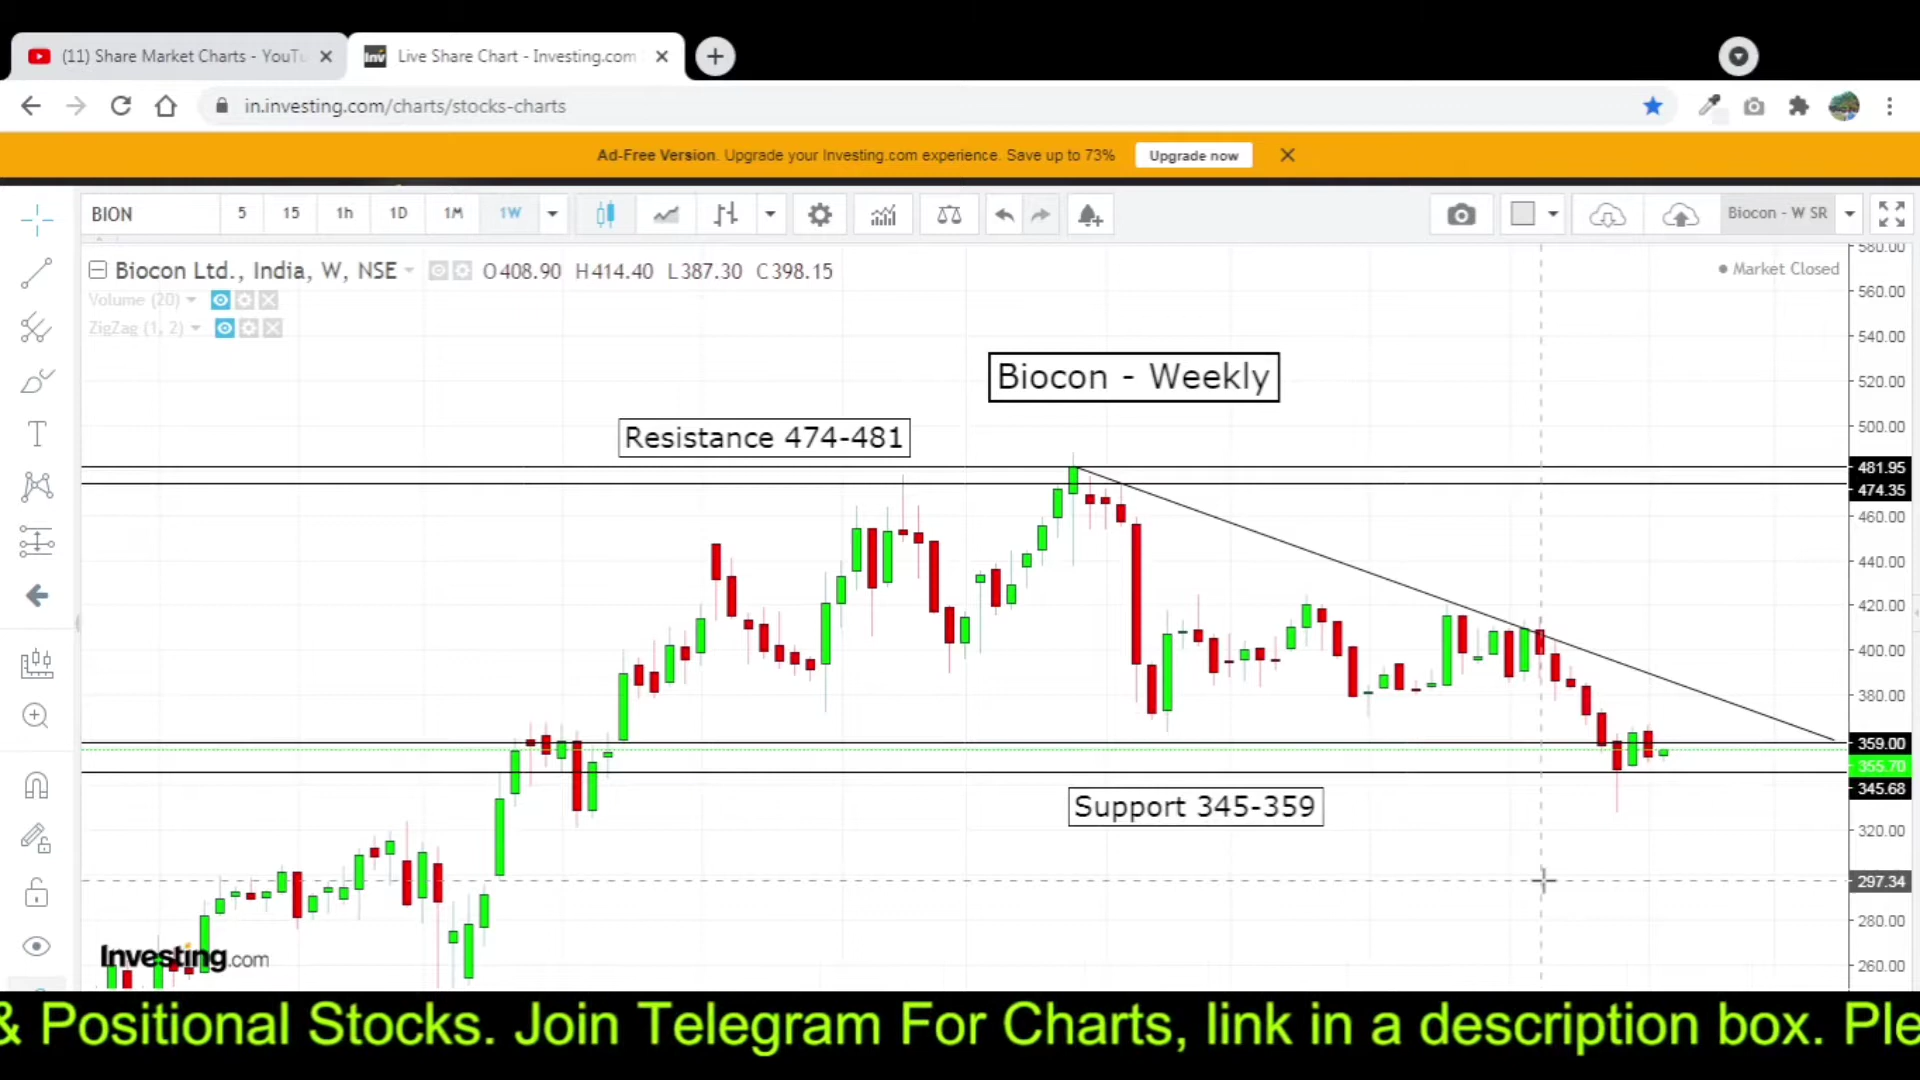 (11) Share Market Charts - YouTu
Live Share Chart - Investing.com
in.investing.com/charts/stocks-charts
Ad-Free Version. Upgrade your Investing.com experience. Save up to 73%
Upgrade now
BION 5 15 1h 1D 1M 1W
Biocon - W SR
Biocon Ltd., India, W, NSE O408.90 H414.40 L387.30 C398.15
Market Closed
Volume (20)
ZigZag (1, 2)
Biocon - Weekly
Resistance 474-481
Support 345-359
580.00
560.00
540.00
520.00
500.00
481.95
474.35
460.00
440.00
420.00
400.00
380.00
359.00
355.70
345.68
320.00
297.34
280.00
260.00
Investing.com
& Positional Stocks. Join Telegram For Charts, link in a description box. Ple